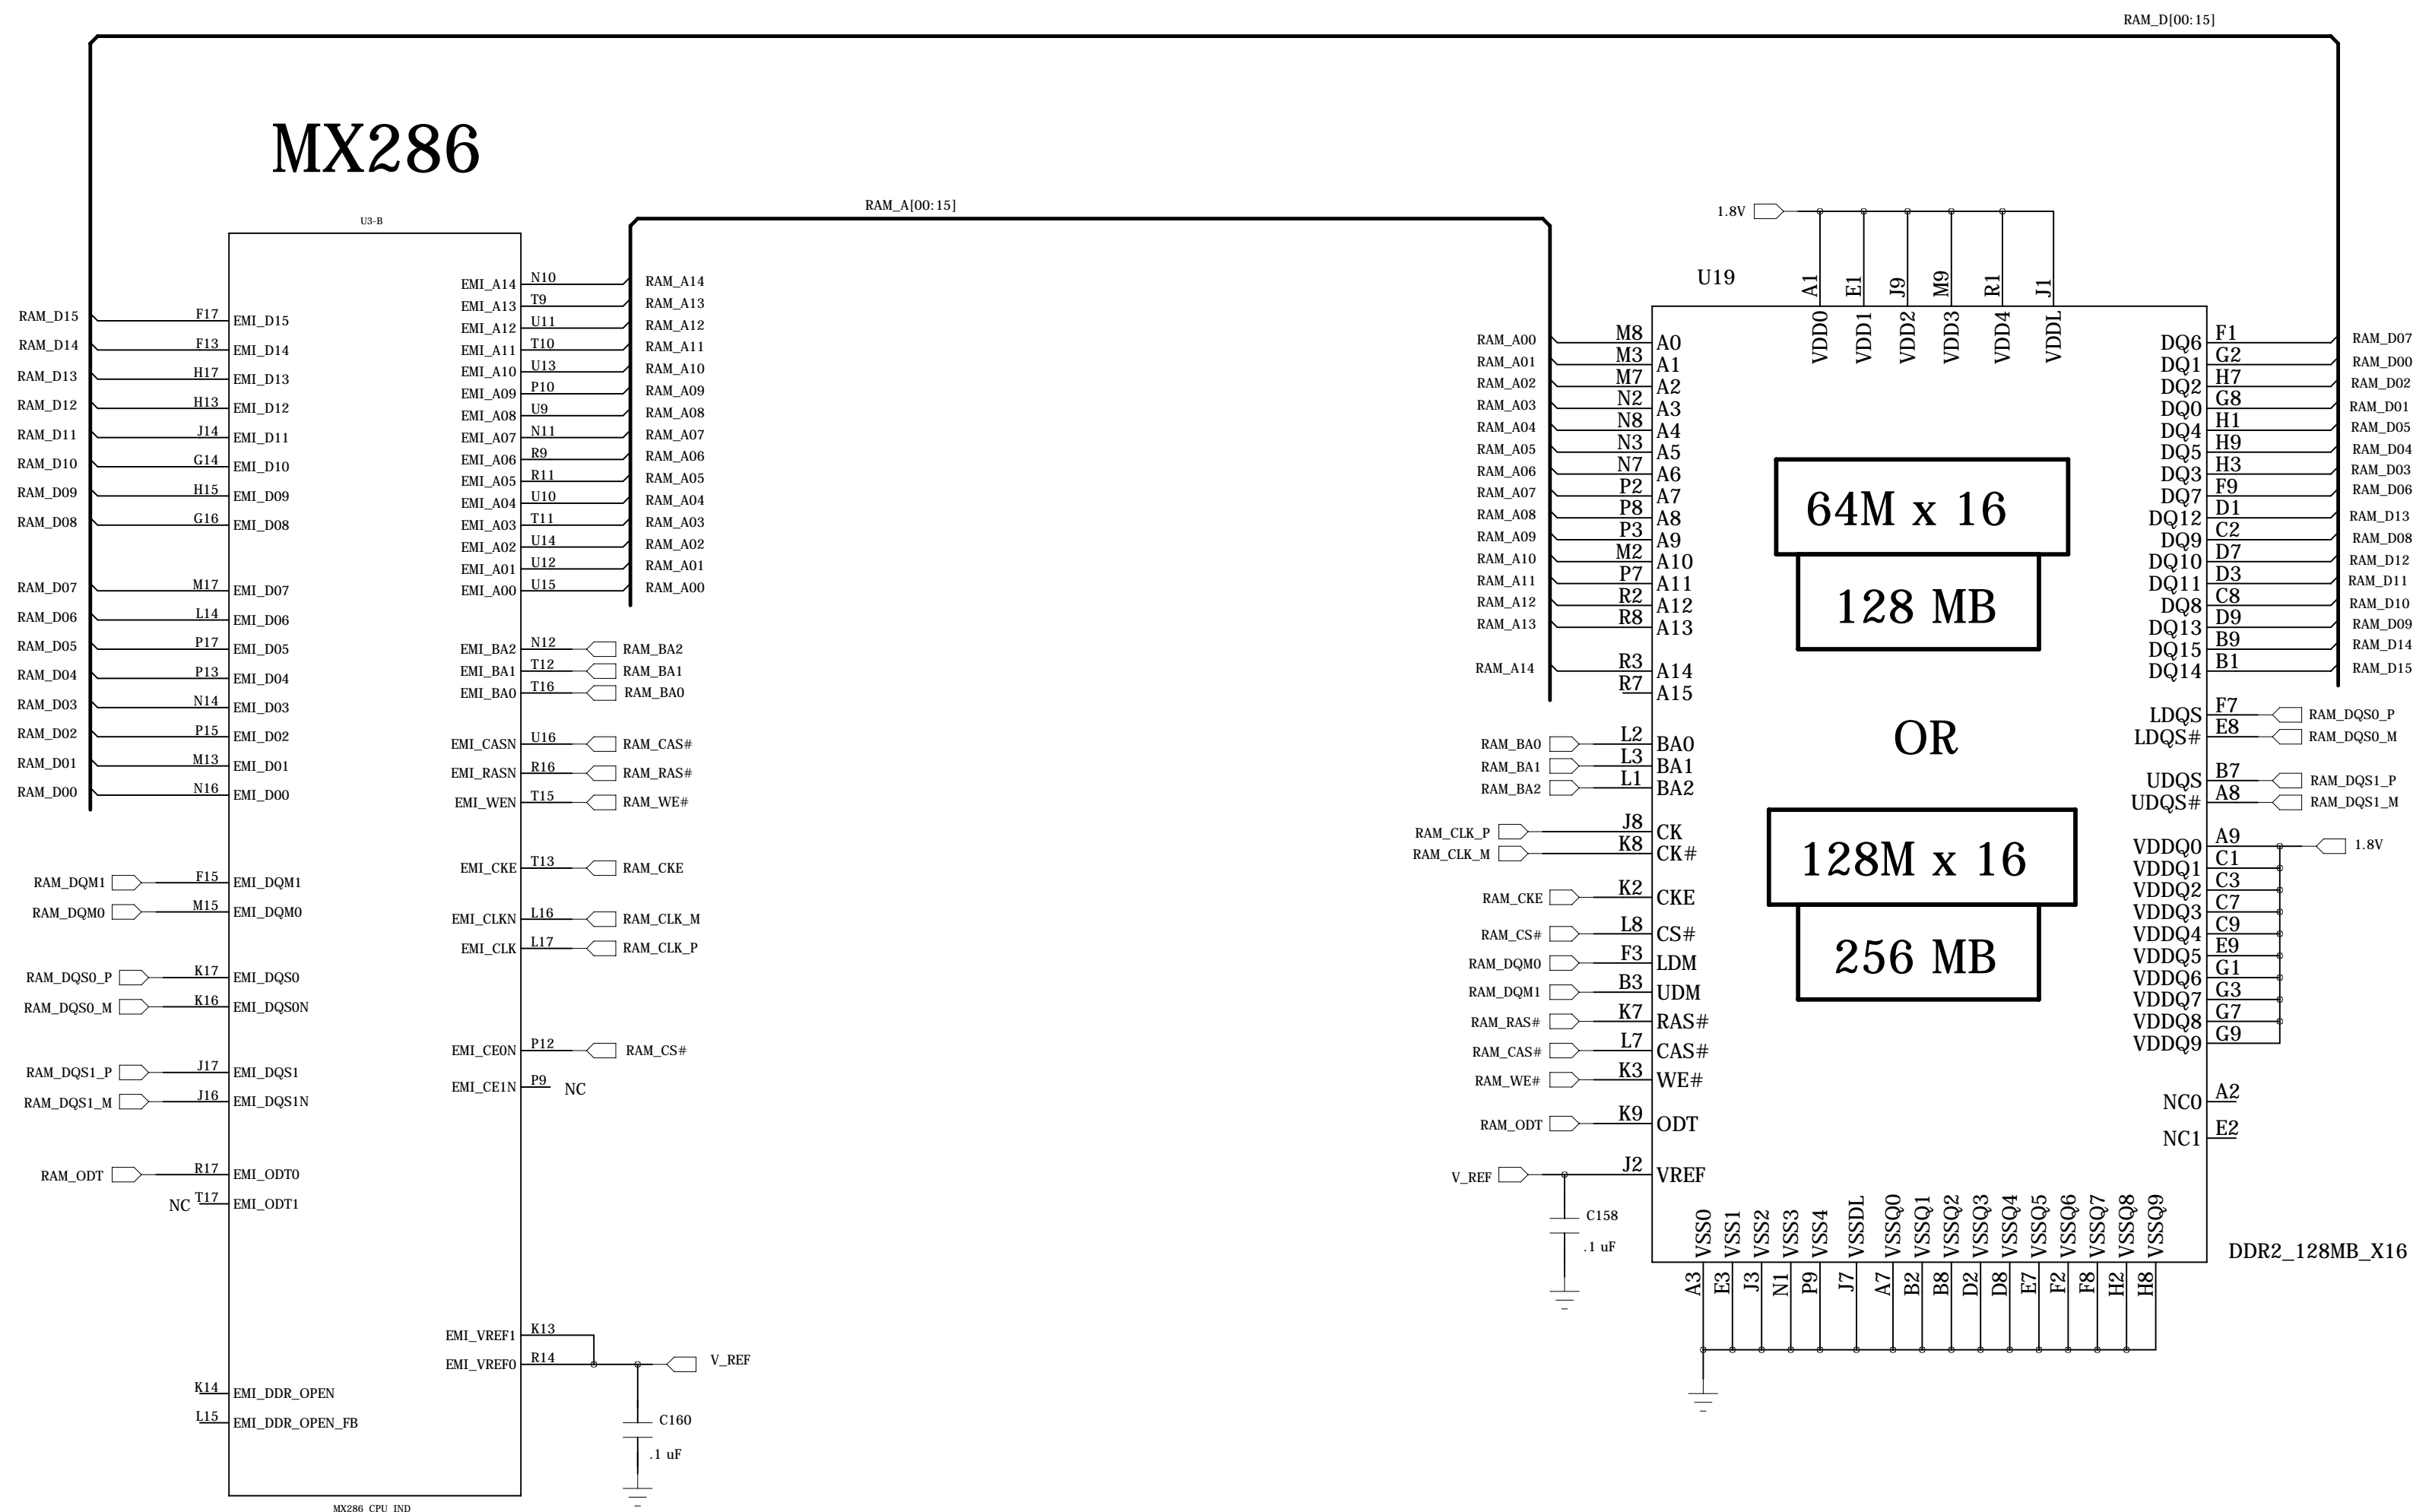 RAM_D[00:15]
MX286
RAM_A[00:15]
U3-B
RAM_D15 F17 EMI_D15
RAM_D14 F13 EMI_D14
RAM_D13 H17 EMI_D13
RAM_D12 H13 EMI_D12
RAM_D11 J14 EMI_D11
RAM_D10 G14 EMI_D10
RAM_D09 H15 EMI_D09
RAM_D08 G16 EMI_D08
RAM_D07 M17 EMI_D07
RAM_D06 L14 EMI_D06
RAM_D05 P17 EMI_D05
RAM_D04 P13 EMI_D04
RAM_D03 N14 EMI_D03
RAM_D02 P15 EMI_D02
RAM_D01 M13 EMI_D01
RAM_D00 N16 EMI_D00
RAM_DQM1 F15 EMI_DQM1
RAM_DQM0 M15 EMI_DQM0
RAM_DQS0_P K17 EMI_DQS0
RAM_DQS0_M K16 EMI_DQS0N
RAM_DQS1_P J17 EMI_DQS1
RAM_DQS1_M J16 EMI_DQS1N
RAM_ODT R17 EMI_ODT0
NC T17 EMI_ODT1
K14 EMI_DDR_OPEN
L15 EMI_DDR_OPEN_FB
EMI_A14 N10 RAM_A14
EMI_A13 T9 RAM_A13
EMI_A12 U11 RAM_A12
EMI_A11 T10 RAM_A11
EMI_A10 U13 RAM_A10
EMI_A09 P10 RAM_A09
EMI_A08 U9 RAM_A08
EMI_A07 N11 RAM_A07
EMI_A06 R9 RAM_A06
EMI_A05 R11 RAM_A05
EMI_A04 U10 RAM_A04
EMI_A03 T11 RAM_A03
EMI_A02 U14 RAM_A02
EMI_A01 U12 RAM_A01
EMI_A00 U15 RAM_A00
EMI_BA2 N12 RAM_BA2
EMI_BA1 T12 RAM_BA1
EMI_BA0 T16 RAM_BA0
EMI_CASN U16 RAM_CAS#
EMI_RASN R16 RAM_RAS#
EMI_WEN T15 RAM_WE#
EMI_CKE T13 RAM_CKE
EMI_CLKN L16 RAM_CLK_M
EMI_CLK L17 RAM_CLK_P
EMI_CE0N P12 RAM_CS#
EMI_CE1N P9 NC
EMI_VREF1 K13
EMI_VREF0 R14 V_REF
C160
.1 uF
MX286_CPU_IND
1.8V
U19
A1 E1 J9 M9 R1 J1
VDD0 VDD1 VDD2 VDD3 VDD4 VDDL
RAM_A00 M8 A0
RAM_A01 M3 A1
RAM_A02 M7 A2
RAM_A03 N2 A3
RAM_A04 N8 A4
RAM_A05 N3 A5
RAM_A06 N7 A6
RAM_A07 P2 A7
RAM_A08 P8 A8
RAM_A09 P3 A9
RAM_A10 M2 A10
RAM_A11 P7 A11
RAM_A12 R2 A12
RAM_A13 R8 A13
RAM_A14 R3 A14
R7 A15
RAM_BA0 L2 BA0
RAM_BA1 L3 BA1
RAM_BA2 L1 BA2
RAM_CLK_P J8 CK
RAM_CLK_M K8 CK#
RAM_CKE K2 CKE
RAM_CS# L8 CS#
RAM_DQM0 F3 LDM
RAM_DQM1 B3 UDM
RAM_RAS# K7 RAS#
RAM_CAS# L7 CAS#
RAM_WE# K3 WE#
RAM_ODT K9 ODT
V_REF J2 VREF
C158
.1 uF
64M x 16
128 MB
OR
128M x 16
256 MB
DQ6 F1 RAM_D07
DQ1 G2 RAM_D00
DQ2 H7 RAM_D02
DQ0 G8 RAM_D01
DQ4 H1 RAM_D05
DQ5 H9 RAM_D04
DQ3 H3 RAM_D03
DQ7 F9 RAM_D06
DQ12 D1 RAM_D13
DQ9 C2 RAM_D08
DQ10 D7 RAM_D12
DQ11 D3 RAM_D11
DQ8 C8 RAM_D10
DQ13 D9 RAM_D09
DQ15 B9 RAM_D14
DQ14 B1 RAM_D15
LDQS F7 RAM_DQS0_P
LDQS# E8 RAM_DQS0_M
UDQS B7 RAM_DQS1_P
UDQS# A8 RAM_DQS1_M
VDDQ0 A9 1.8V
VDDQ1 C1
VDDQ2 C3
VDDQ3 C7
VDDQ4 C9
VDDQ5 E9
VDDQ6 G1
VDDQ7 G3
VDDQ8 G7
VDDQ9 G9
NC0 A2
NC1 E2
VSS0 VSS1 VSS2 VSS3 VSS4 VSSDL VSSQ0 VSSQ1 VSSQ2 VSSQ3 VSSQ4 VSSQ5 VSSQ6 VSSQ7 VSSQ8 VSSQ9
A3 E3 J3 N1 P9 J7 A7 B2 B8 D2 D8 E7 F2 F8 H2 H8
DDR2_128MB_X16